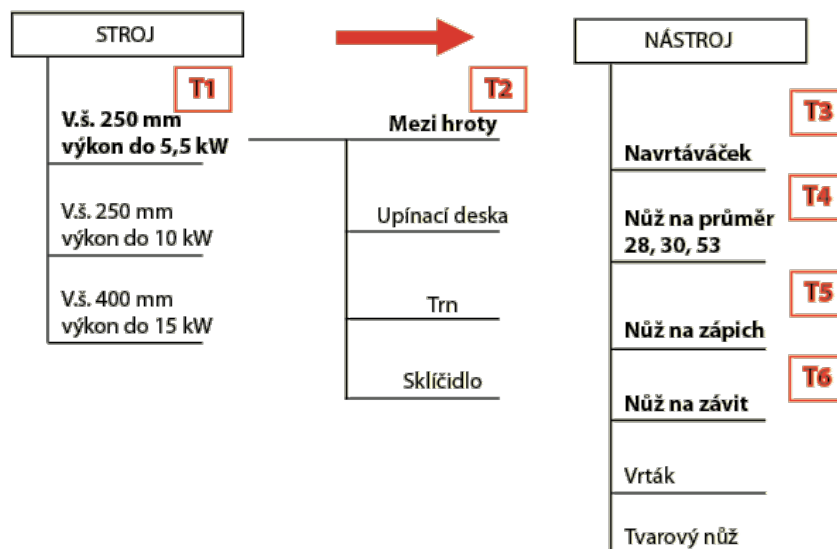 STROJ
T1
V.š. 250 mm
výkon do 5,5 kW
V.š. 250 mm
výkon do 10 kW
V.š. 400 mm
výkon do 15 kW
T2
Mezi hroty
Upínací deska
Trn
Sklíčidlo
NÁSTROJ
T3
Navrtáváček
T4
Nůž na průměr
28, 30, 53
T5
Nůž na zápich
T6
Nůž na závit
Vrták
Tvarový nůž